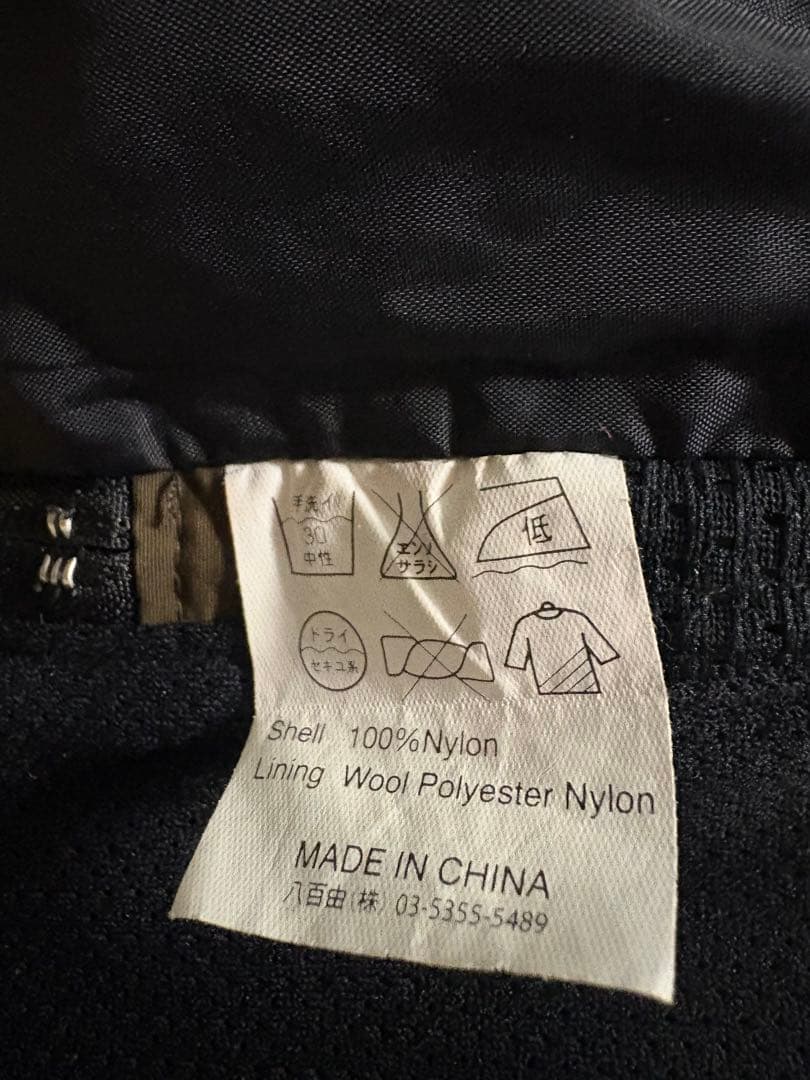 手洗イ
30
中性
エンソ
サラシ
低
ドライ
セキユ系
Shell 100%Nylon
Lining Wool Polyester Nylon
MADE IN CHINA
八百由(株) 03-5355-5489